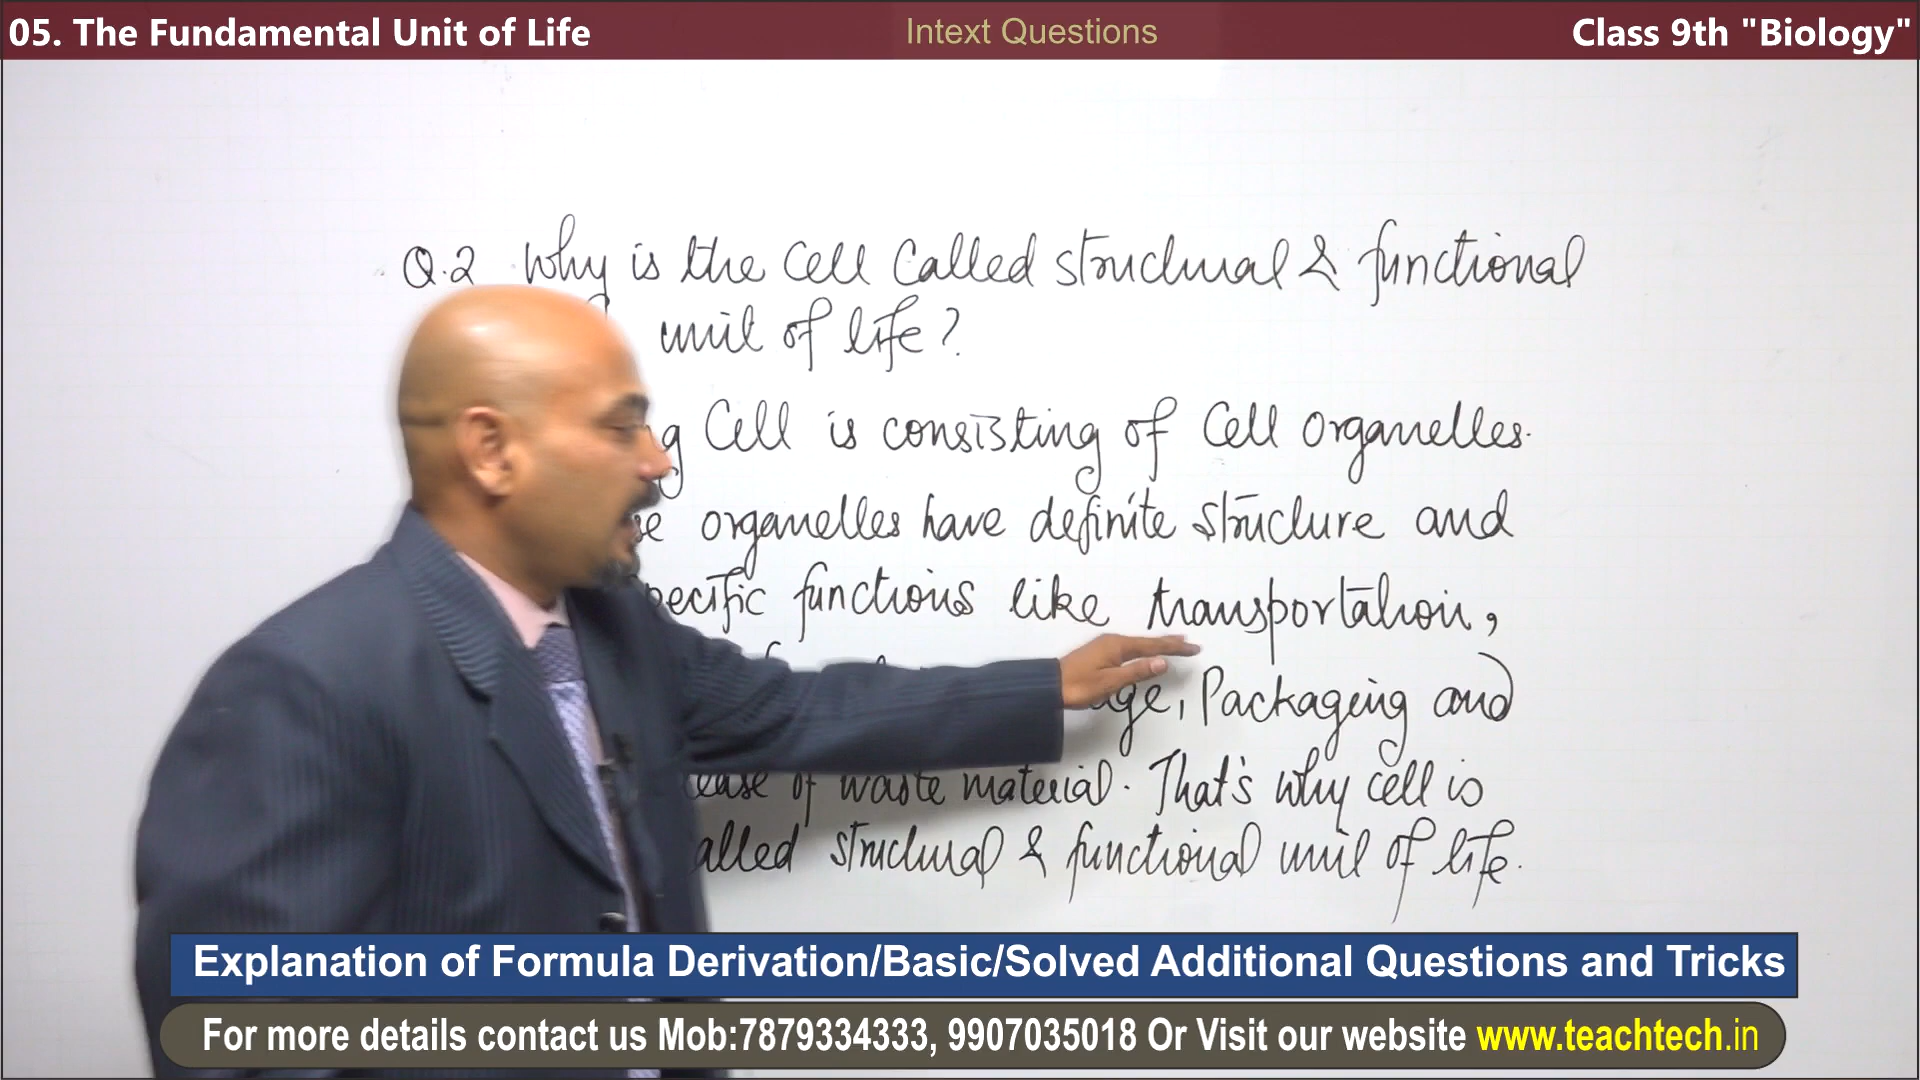 05. The Fundamental Unit of Life
Intext Questions
Class 9th "Biology"
Q.2 Why is the Cell Called structural & functional
unit of life?
Cell is consisting of Cell organelles.
organelles have definite structure and
functions like transportation,
Packaging and
of waste material. That's why cell is
structural & functional unit of life.
Explanation of Formula Derivation/Basic/Solved Additional Questions and Tricks
For more details contact us Mob:7879334333, 9907035018 Or Visit our website www.teachtech.in